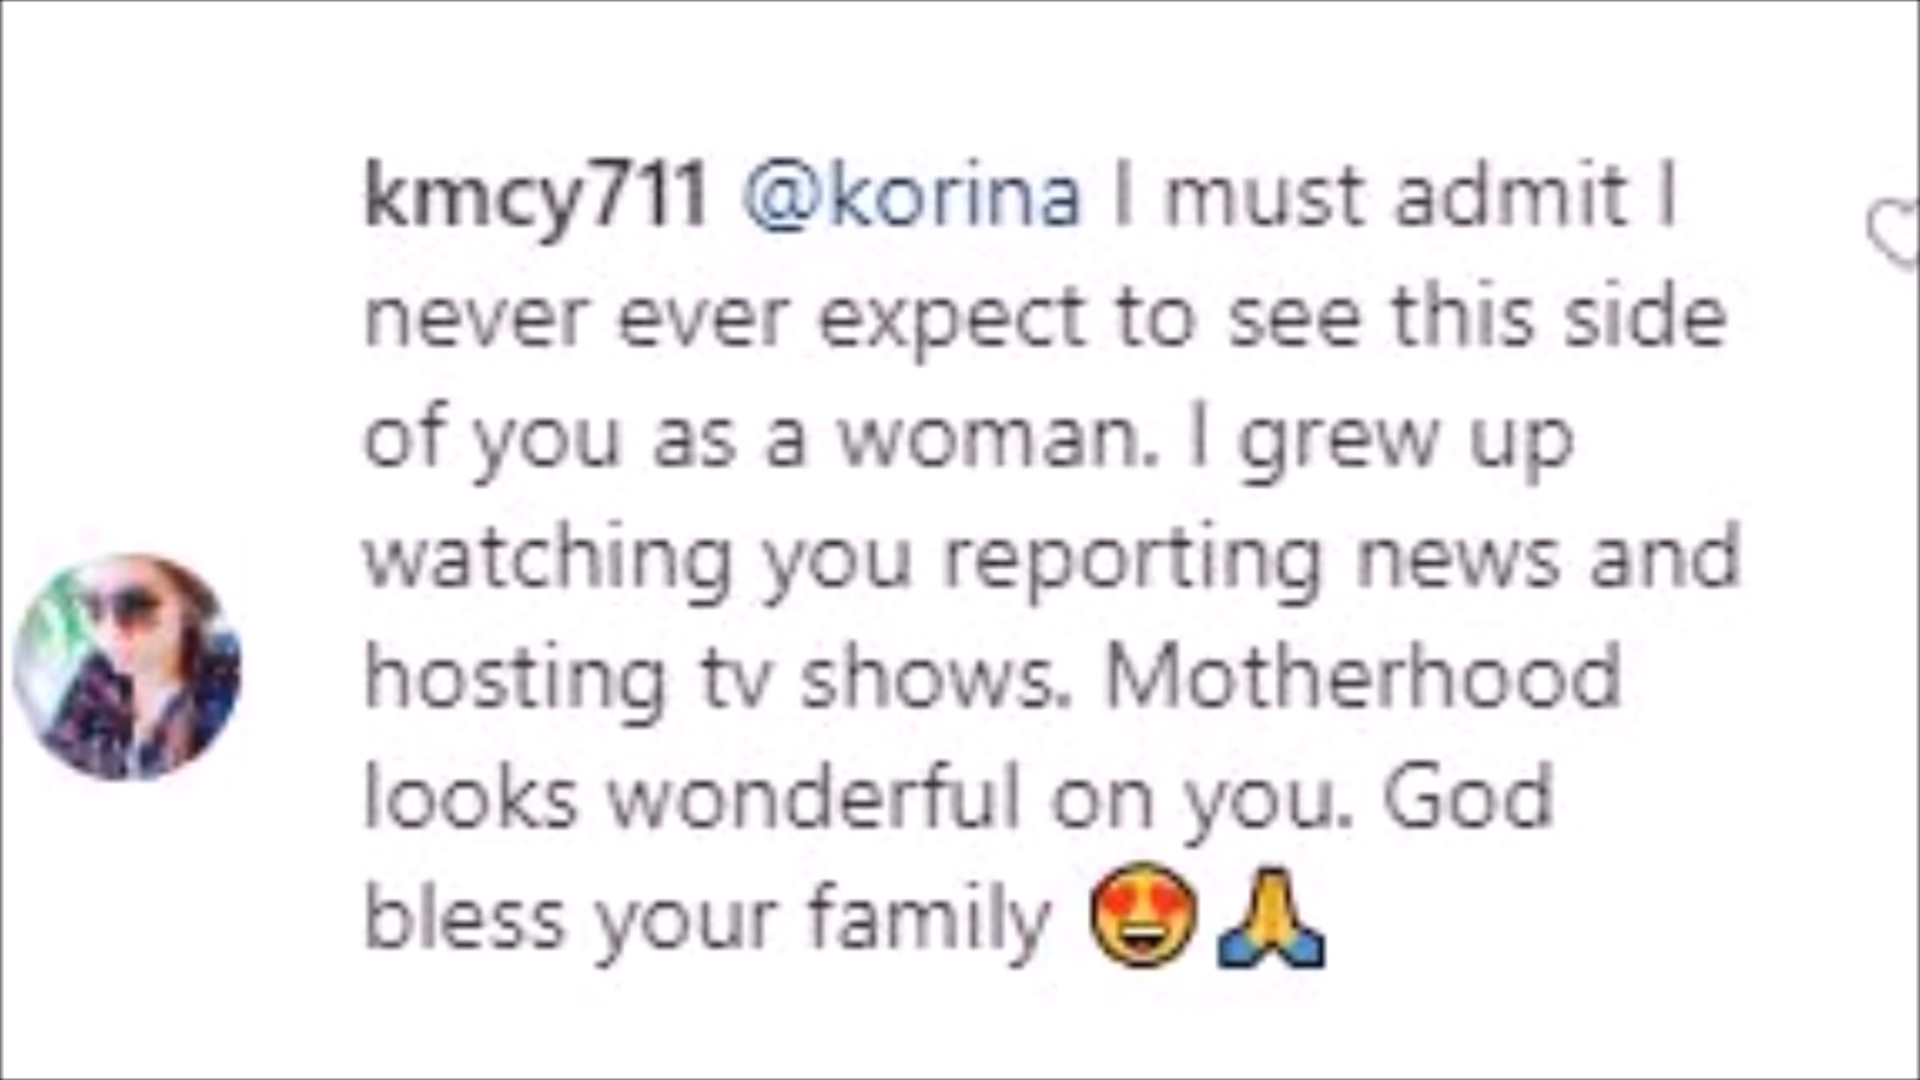 kmcy711 @korina I must admit I
never ever expect to see this side
of you as a woman. I grew up
watching you reporting news and
hosting tv shows. Motherhood
looks wonderful on you. God
bless your family 😍🙏